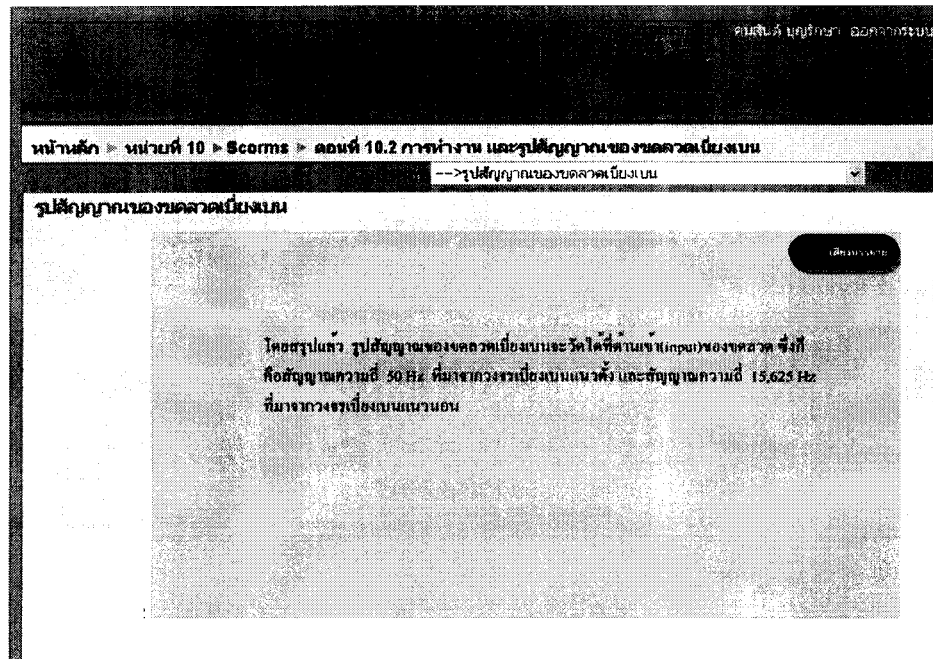 คมสันต์ บุญรักษา ออกจากระบบ
หน้าหลัก ► หน่วยที่ 10 ► Scorms ► ตอนที่ 10.2 การทำงาน และรูปสัญญาณของขดลวดเบี่ยงเบน
-->รูปสัญญาณของขดลวดเบี่ยงเบน
รูปสัญญาณของขดลวดเบี่ยงเบน
เสียงบรรยาย
โดยสรุปแล้ว รูปสัญญาณของขดลวดเบี่ยงเบนจะวัดได้ที่ด้านเข้า(input)ของขดลวด ซึ่งก็
คือสัญญาณความถี่ 50 Hz ที่มาจากวงจรเบี่ยงเบนแนวตั้ง และสัญญาณความถี่ 15,625 Hz
ที่มาจากวงจรเบี่ยงเบนแนวนอน